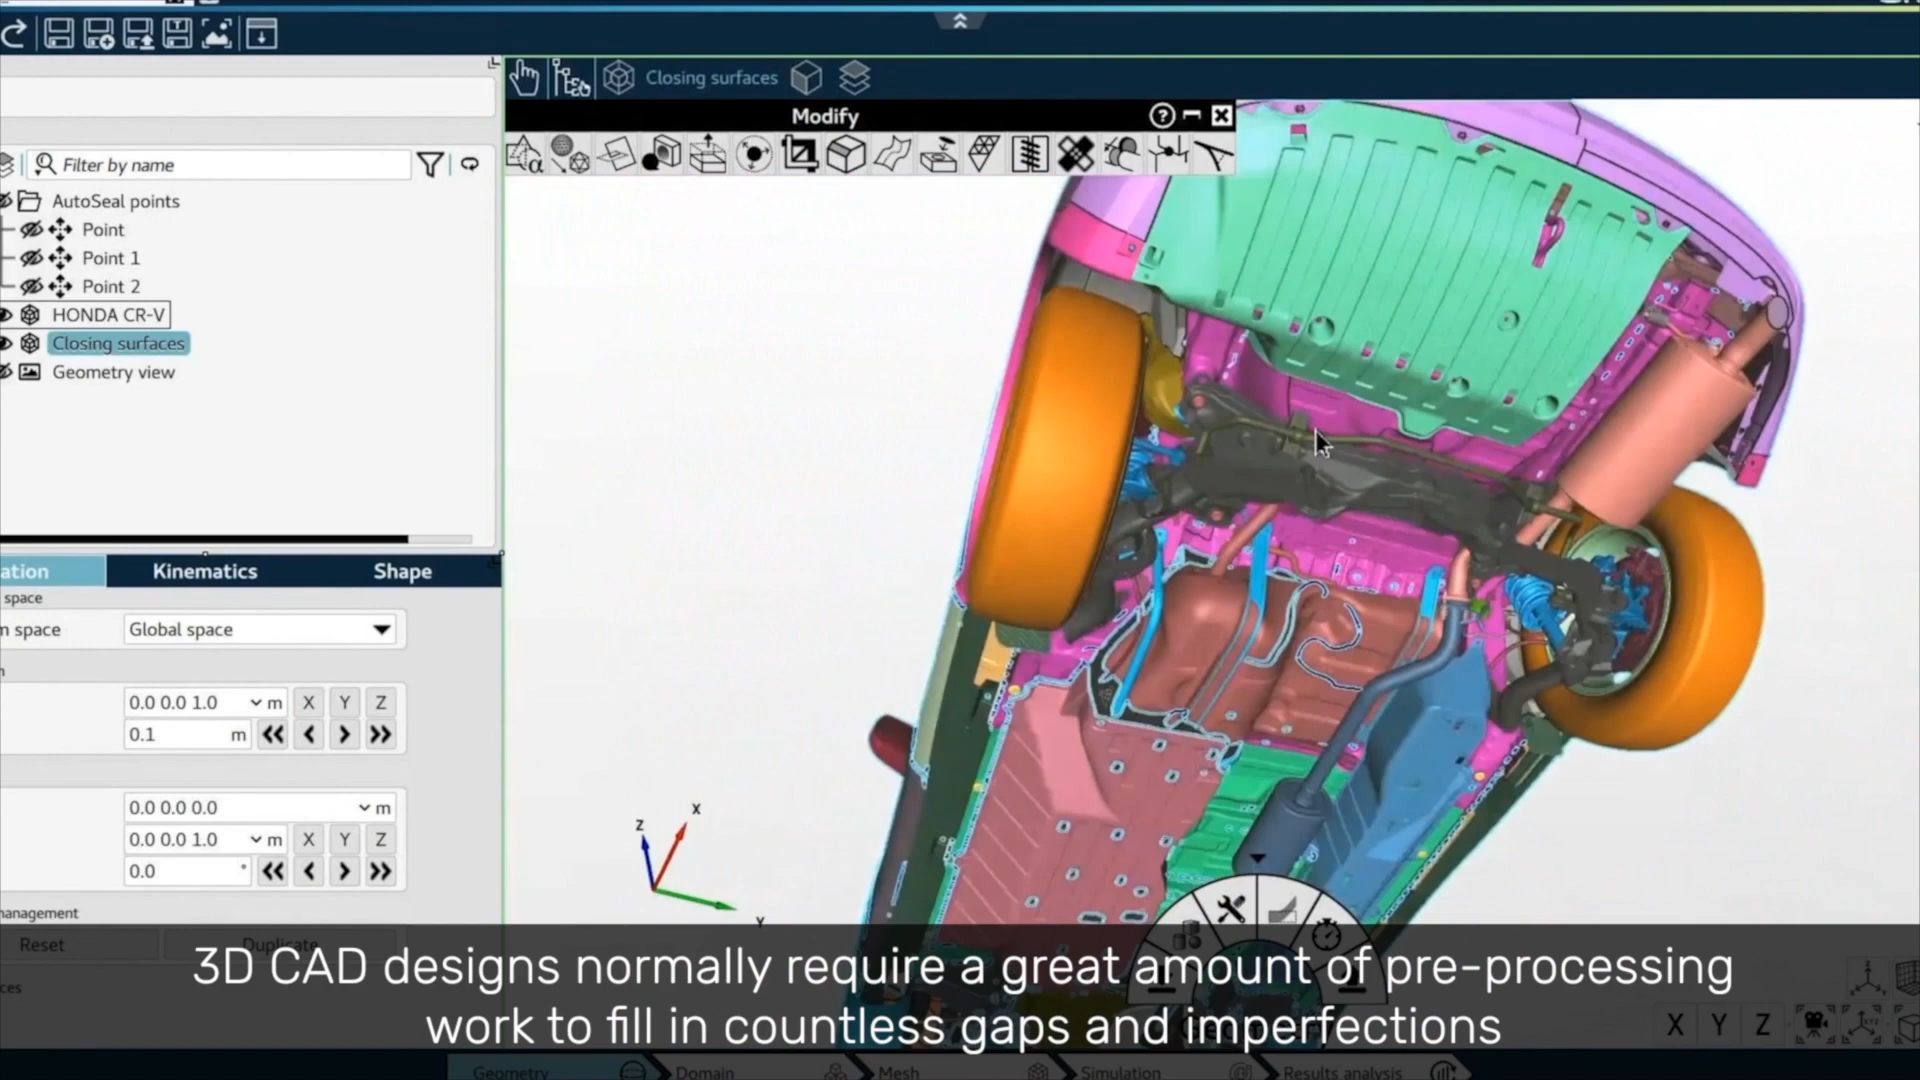 Closing surfaces
Modify
Filter by name
AutoSeal points
Point
Point 1
Point 2
HONDA CR-V
Closing surfaces
Geometry view
ation
Kinematics
Shape
space
n space
Global space
0.0 0.0 1.0
m
X
Y
Z
0.1
m
0.0 0.0 0.0
m
0.0 0.0 1.0
m
X
Y
Z
0.0
°
anagement
Reset
Duplicate
ces
z
x
Y
3D CAD designs normally require a great amount of pre-processing
work to fill in countless gaps and imperfections
X
Y
Z
Geometry
Domain
Mesh
Simulation
Results analysis